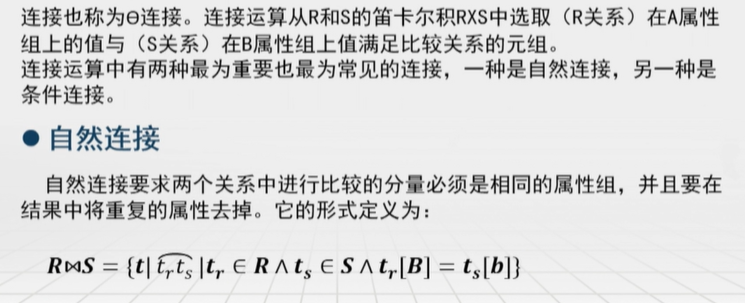 连接也称为Θ连接。连接运算从R和S的笛卡尔积RXS中选取（R关系）在A属性
组上的值与（S关系）在B属性组上值满足比较关系的元组。
连接运算中有两种最为重要也最为常见的连接，一种是自然连接，另一种是
条件连接。
● 自然连接
自然连接要求两个关系中进行比较的分量必须是相同的属性组，并且要在
结果中将重复的属性去掉。它的形式定义为：
R⋈S = {t| t_r t_s |t_r ∈ R ∧ t_s ∈ S ∧ t_r[B] = t_s[b]}